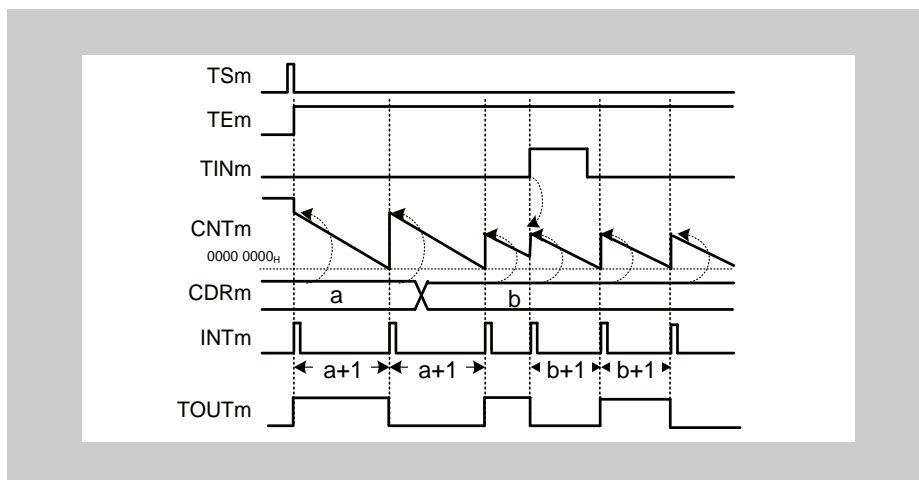 TSm
TEm
TINm
CNTm
0000 0000H
CDRm
a
b
INTm
a+1
a+1
b+1
b+1
TOUTm